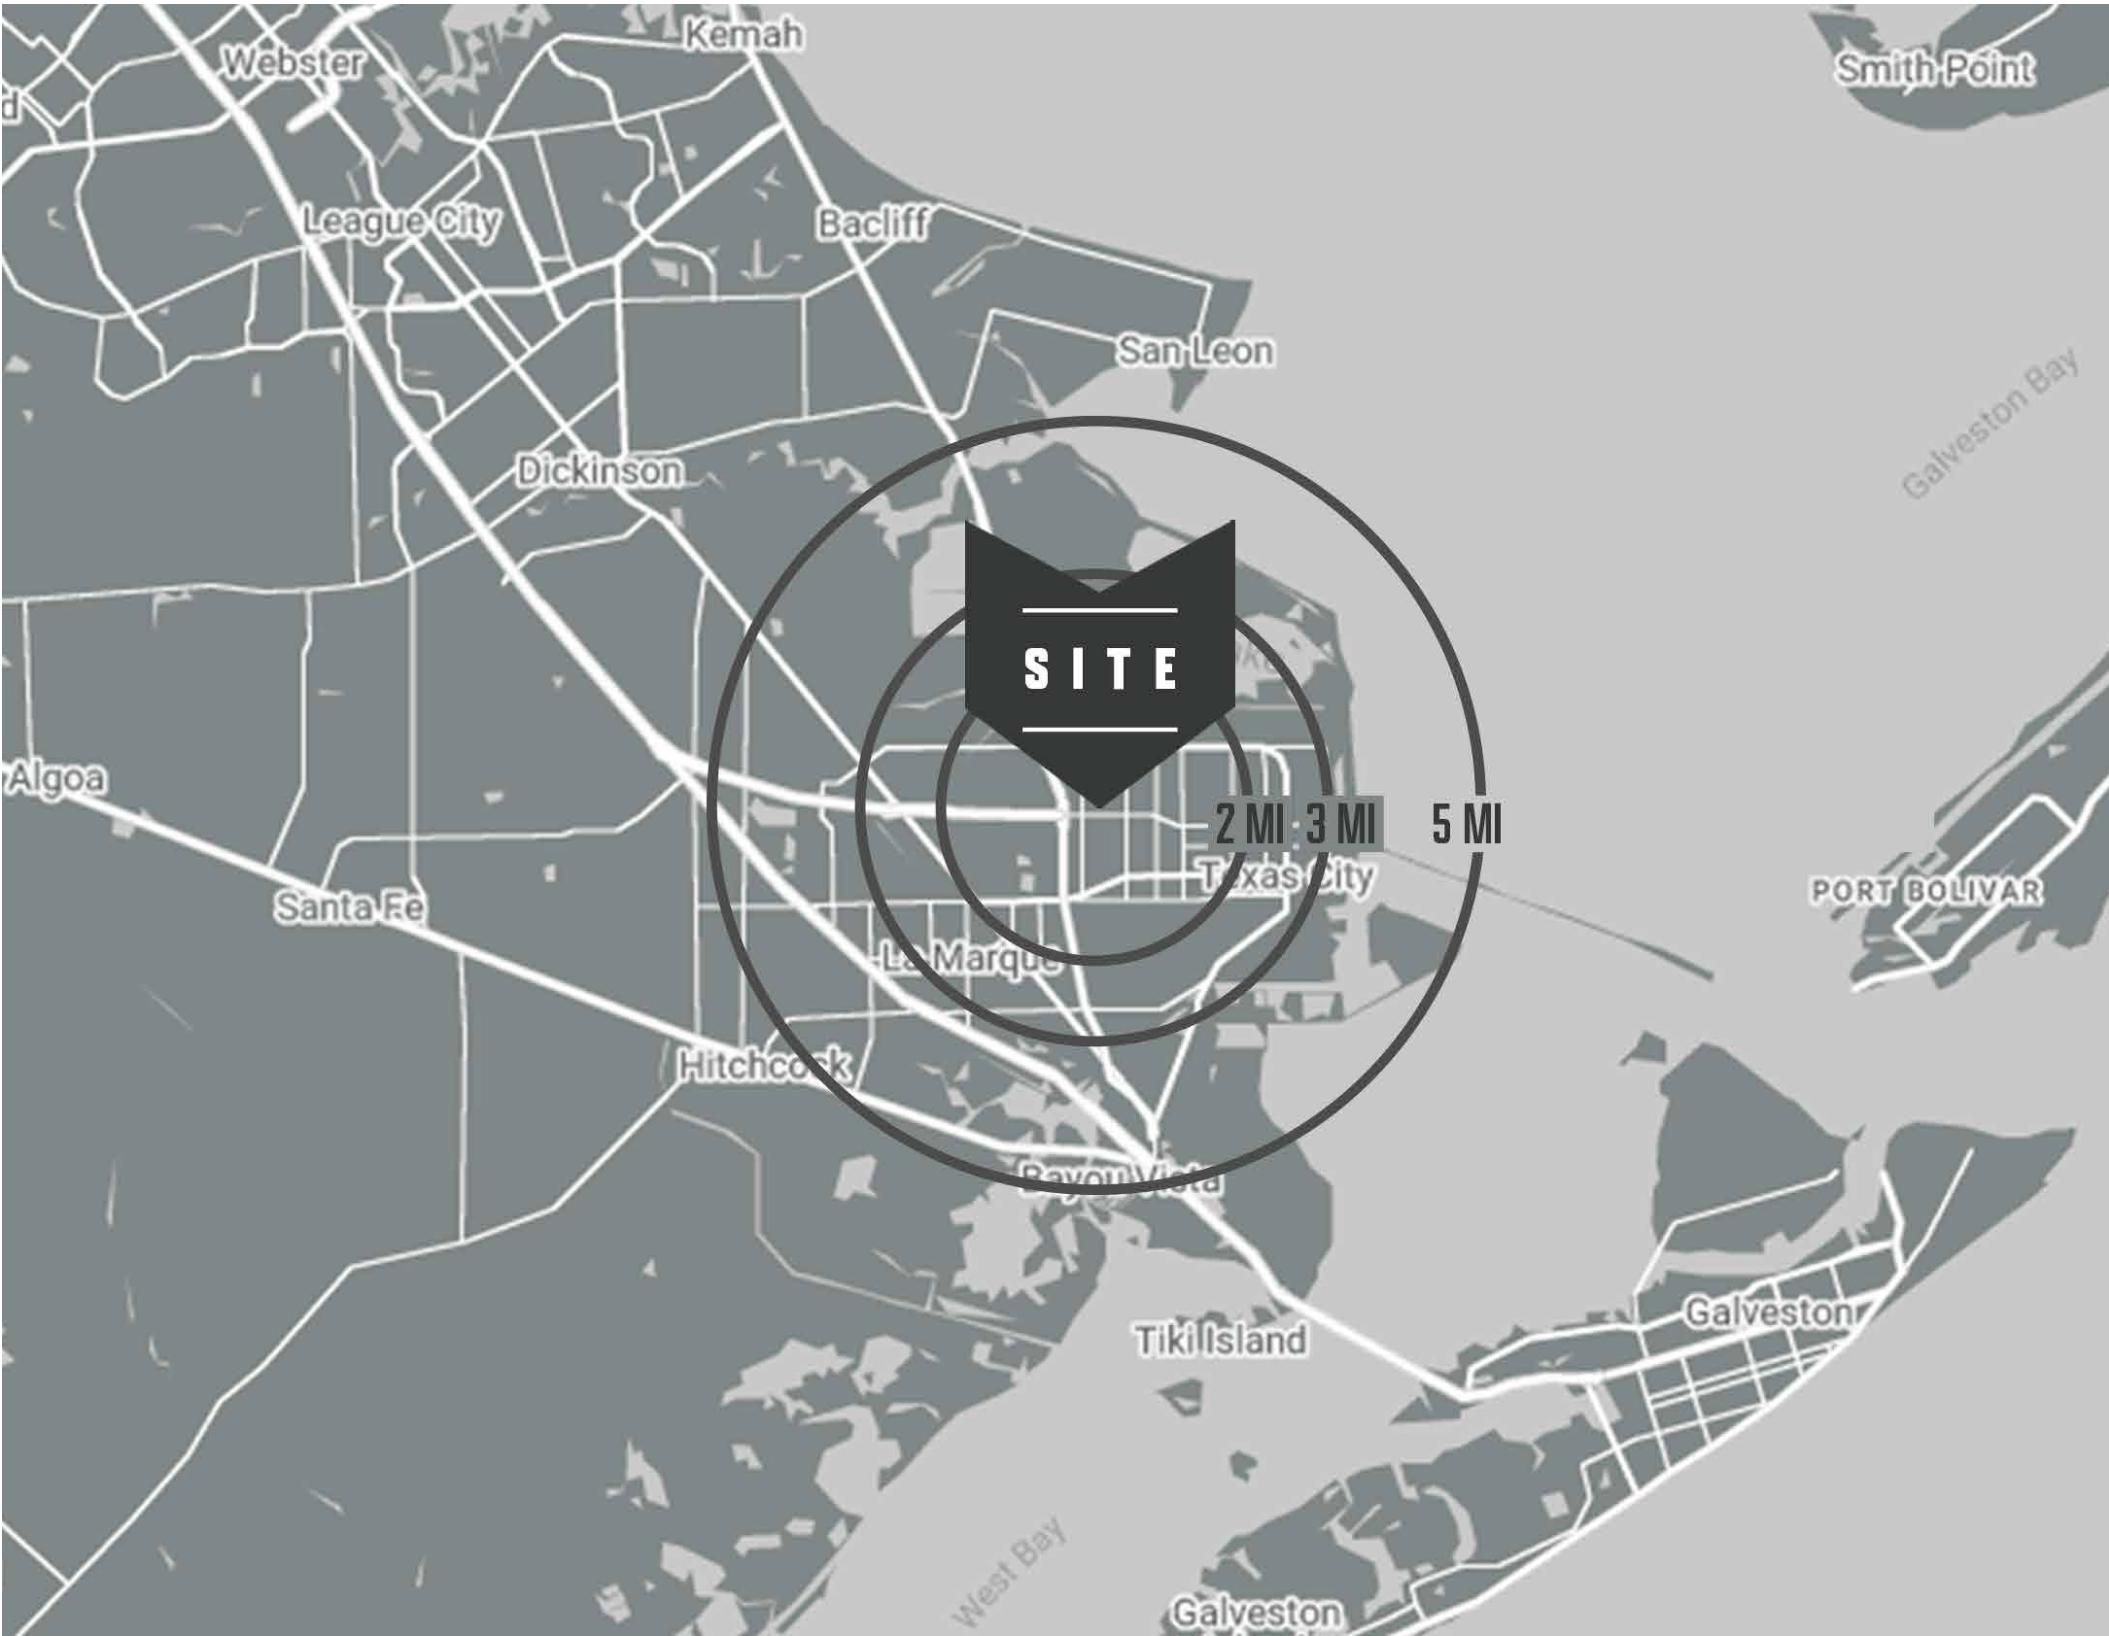 Kemah
Webster
Smith Point
d
League City
Bacliff
San Leon
Galveston Bay
Dickinson
SITE
Algoa
2 MI
3 MI
5 MI
Texas City
PORT BOLIVAR
Santa Fe
La Marque
Hitchcock
Bayou Vista
Galveston
Tiki Island
West Bay
Galveston